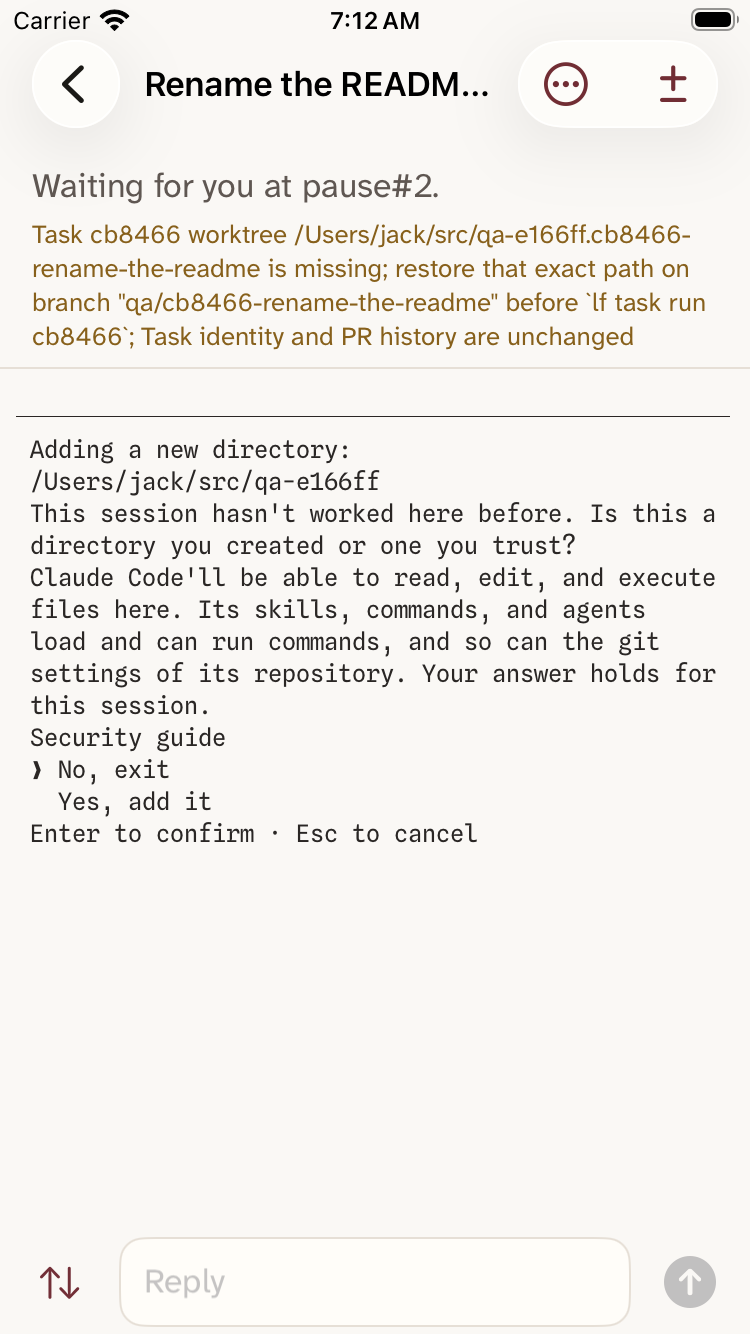 Carrier 7:12 AM
Rename the READM...
Waiting for you at pause#2.
Task cb8466 worktree /Users/jack/src/qa-e166ff.cb8466-
rename-the-readme is missing; restore that exact path on
branch "qa/cb8466-rename-the-readme" before `lf task run
cb8466`; Task identity and PR history are unchanged
Adding a new directory:
/Users/jack/src/qa-e166ff
This session hasn't worked here before. Is this a
directory you created or one you trust?
Claude Code'll be able to read, edit, and execute
files here. Its skills, commands, and agents
load and can run commands, and so can the git
settings of its repository. Your answer holds for
this session.
Security guide
❯ No, exit
Yes, add it
Enter to confirm · Esc to cancel
Reply